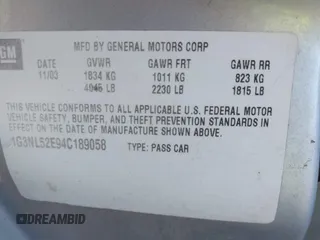 GM
MFD BY GENERAL MOTORS CORP
DATE GVWR GAWR FRT GAWR RR
11/03 1834 KG 1011 KG 823 KG
4045 LB 2230 LB 1815 LB
THIS VEHICLE CONFORMS TO ALL APPLICABLE U.S. FEDERAL MOTOR
VEHICLE SAFETY, BUMPER, AND THEFT PREVENTION STANDARDS IN
EFFECT ON THE DATE OF MANUFACTURE SHOWN ABOVE.
1G3NL52E94C189058 TYPE: PASS CAR
DREAMBID